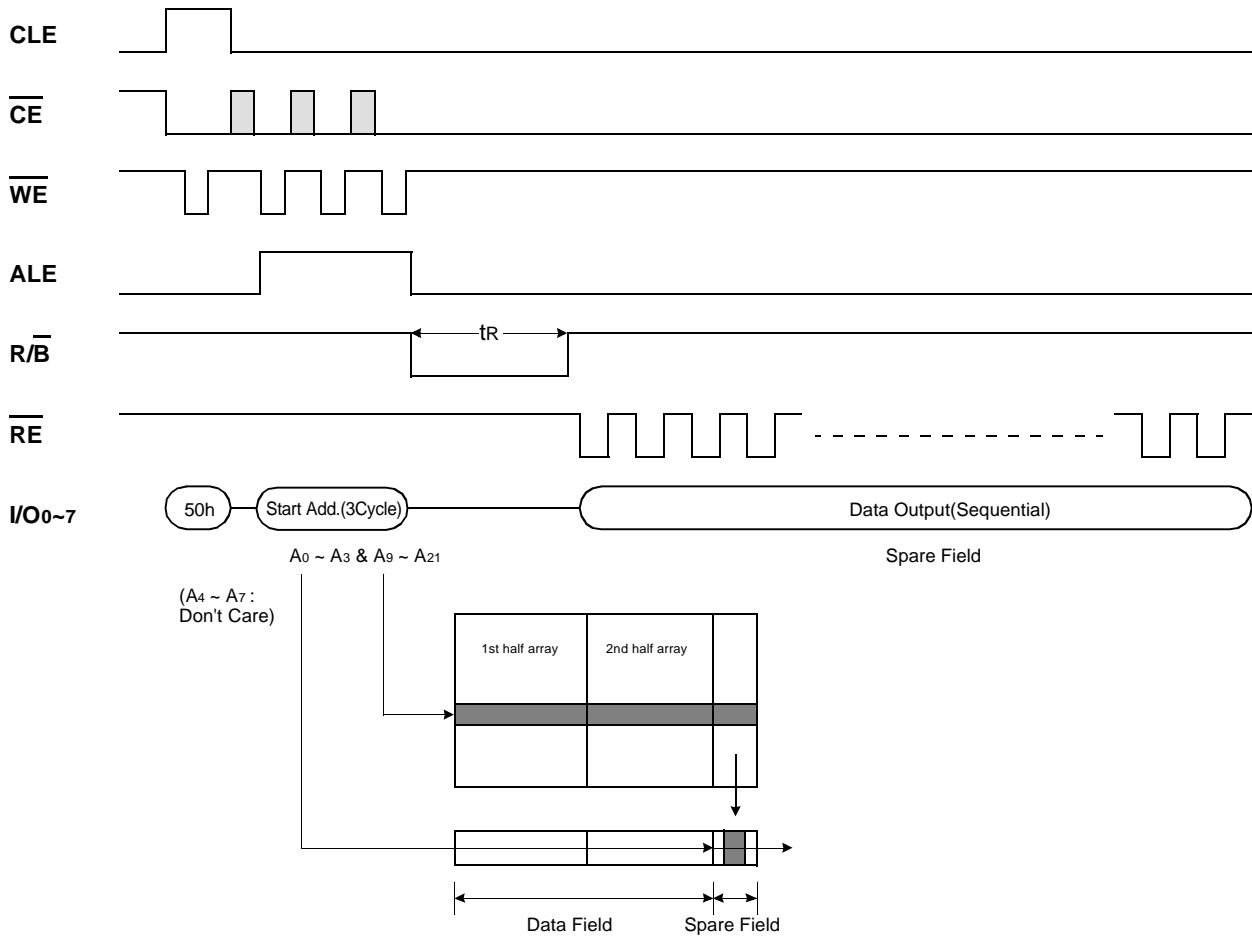 CLE
CE
WE
ALE
R/B
tR
RE
I/O0~7
50h
Start Add.(3Cycle)
Data Output(Sequential)
A0 ~ A3 & A9 ~ A21
Spare Field
(A4 ~ A7 :
Don't Care)
1st half array
2nd half array
Data Field
Spare Field